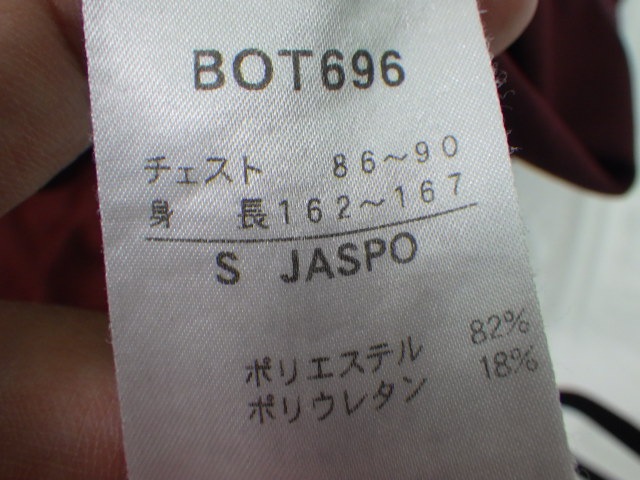 BOT696
チェスト 86~90
身 長162~167
S JASPO
ポリエステル 82%
ポリウレタン 18%